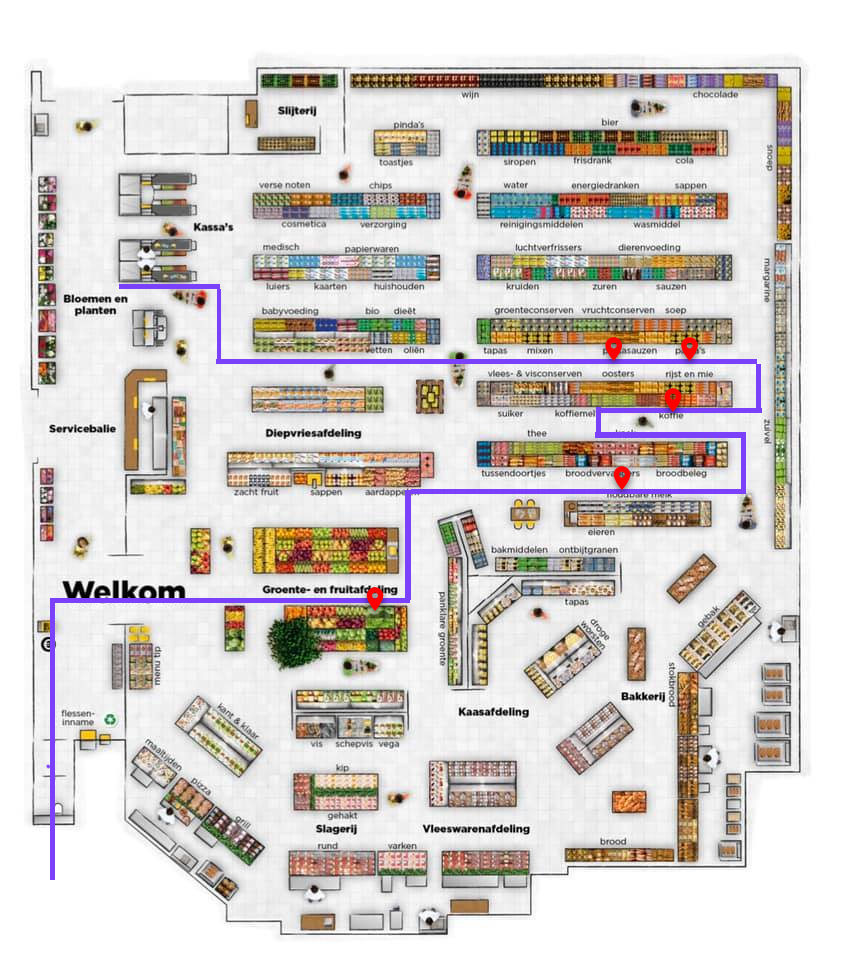 wijn
chocolade
Slijterij
pinda's
bier
toastjes
siropen
frisdrank
cola
snoep
verse noten
chips
water
energiedranken
sappen
Kassa's
cosmetica
verzorging
reinigingsmiddelen
wasmiddel
medisch
papierwaren
luchtverfrissers
dierenvoeding
margarine
luiers
kaarten
huishouden
kruiden
zuren
sauzen
Bloemen en
planten
babyvoeding
bio
dieët
groenteconserven
vruchtconserven
soep
vetten
oliën
tapas
mixen
vlees- & visconserven
oosters
rijst en mie
suiker
koffie
zuivel
Servicebalie
Diepvriesafdeling
thee
tussendoortjes
broodbeleg
zacht fruit
sappen
aardappelen
houdbare melk
eieren
bakmiddelen
ontbijtgranen
Welkom
Groente- en fruitafdeling
tapas
panklare groente
droge
worsten
gebak
menu tip
stokbrood
Bakkerij
flessen-
inname
kant & klaar
Kaasafdeling
vis
schepvis
vega
maaltijden
pizza
grill
kip
gehakt
Slagerij
Vleeswarenafdeling
rund
varken
brood